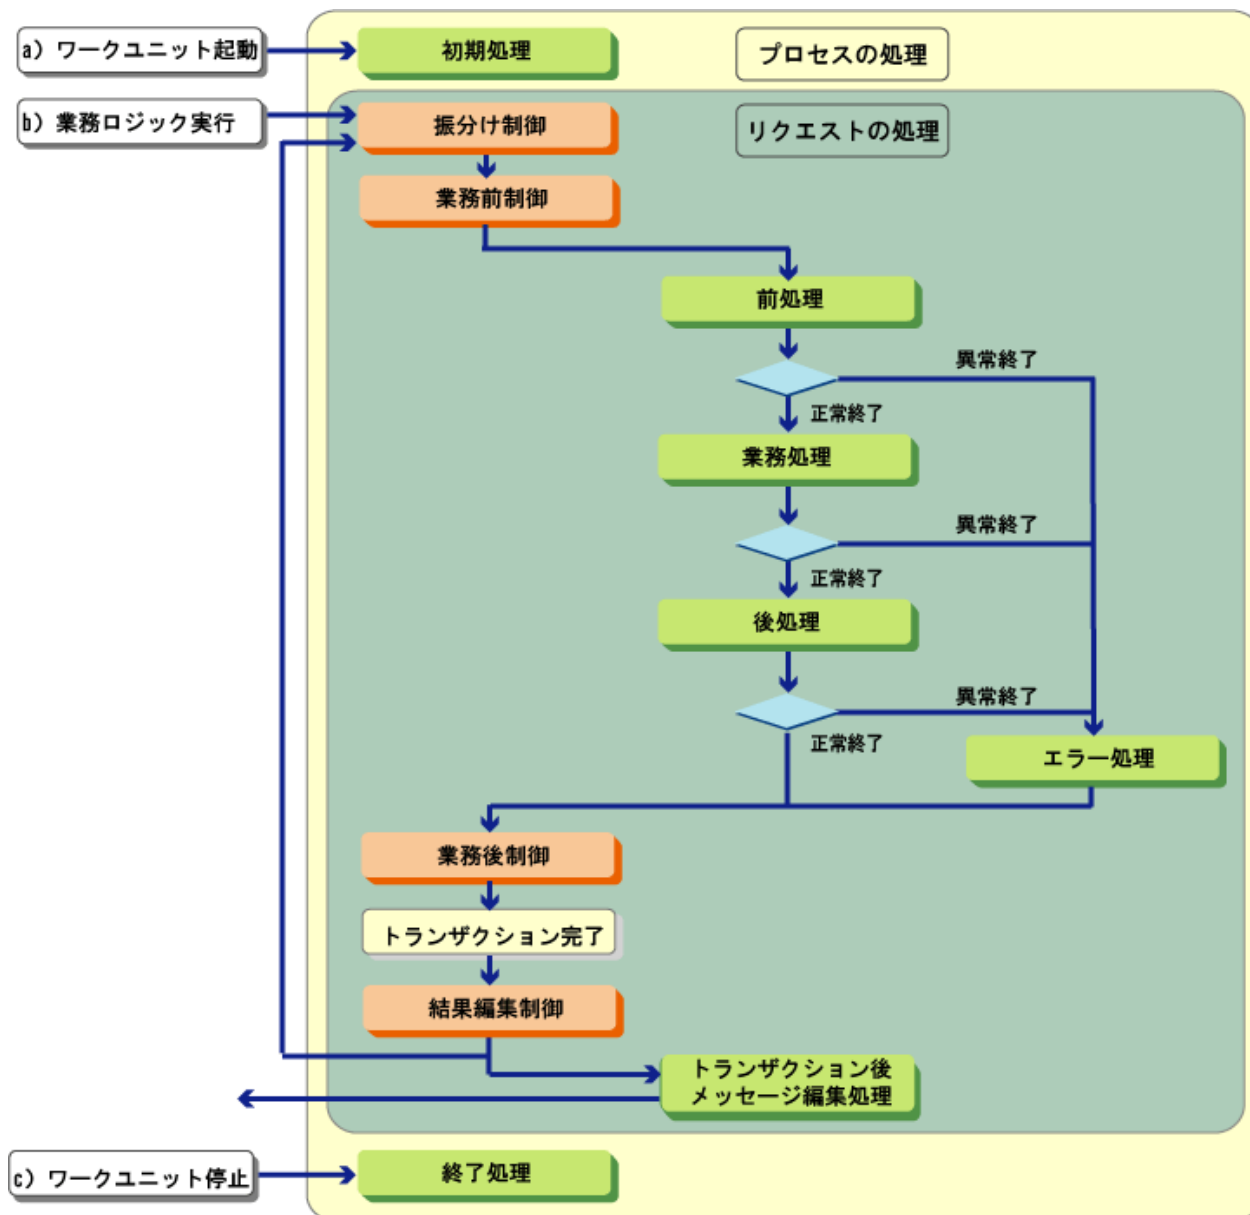 a) ワークユニット起動
初期処理
プロセスの処理
b) 業務ロジック実行
振分け制御
リクエストの処理
業務前制御
前処理
異常終了
正常終了
業務処理
異常終了
正常終了
後処理
異常終了
正常終了
エラー処理
業務後制御
トランザクション完了
結果編集制御
トランザクション後
メッセージ編集処理
c) ワークユニット停止
終了処理